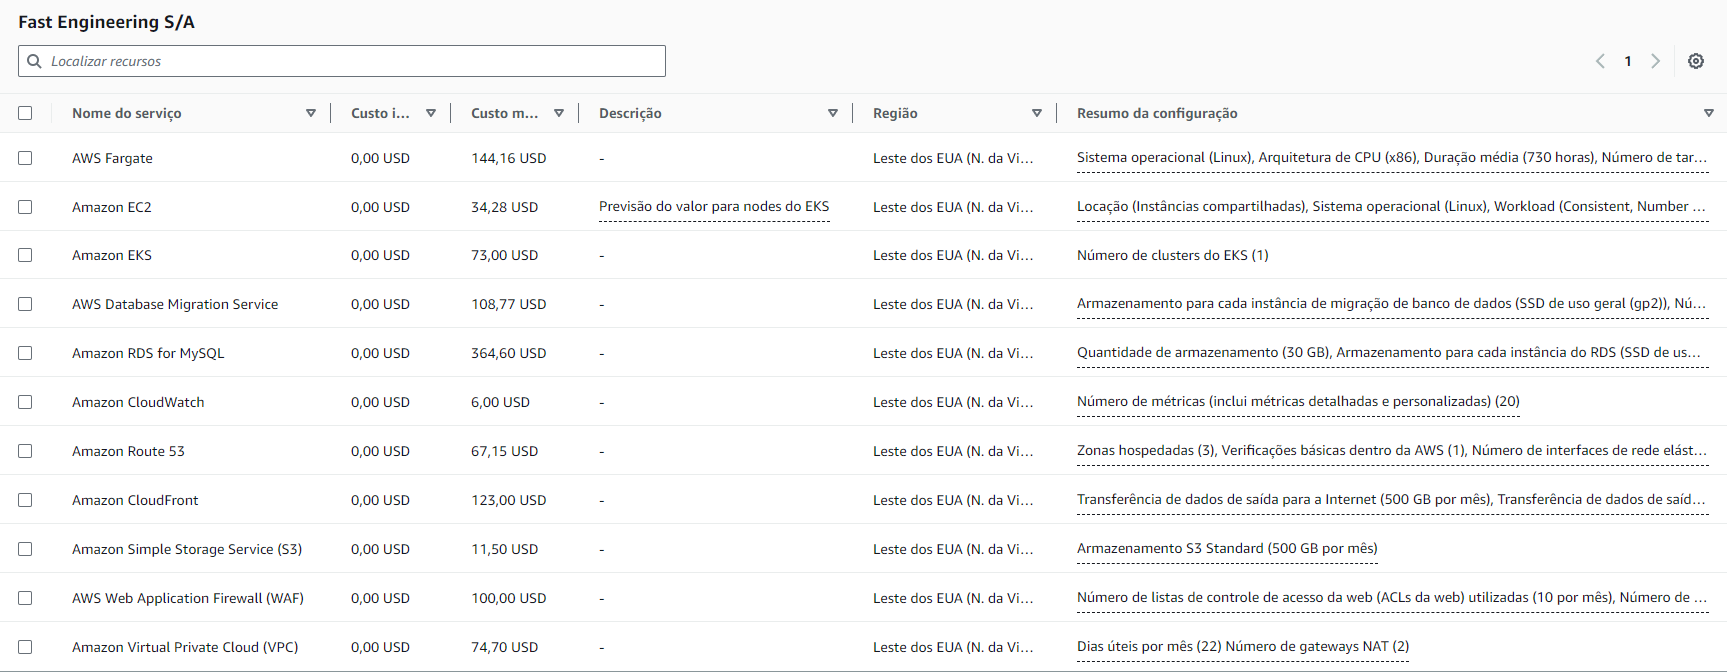 Fast Engineering S/A
Localizar recursos
1
Nome do serviço Custo i... Custo m... Descrição Região Resumo da configuração
AWS Fargate 0,00 USD 144,16 USD - Leste dos EUA (N. da Vi... Sistema operacional (Linux), Arquitetura de CPU (x86), Duração média (730 horas), Número de tar...
Amazon EC2 0,00 USD 34,28 USD Previsão do valor para nodes do EKS Leste dos EUA (N. da Vi... Locação (Instâncias compartilhadas), Sistema operacional (Linux), Workload (Consistent, Number ...
Amazon EKS 0,00 USD 73,00 USD - Leste dos EUA (N. da Vi... Número de clusters do EKS (1)
AWS Database Migration Service 0,00 USD 108,77 USD - Leste dos EUA (N. da Vi... Armazenamento para cada instância de migração de banco de dados (SSD de uso geral (gp2)), Nú...
Amazon RDS for MySQL 0,00 USD 364,60 USD - Leste dos EUA (N. da Vi... Quantidade de armazenamento (30 GB), Armazenamento para cada instância do RDS (SSD de us...
Amazon CloudWatch 0,00 USD 6,00 USD - Leste dos EUA (N. da Vi... Número de métricas (inclui métricas detalhadas e personalizadas) (20)
Amazon Route 53 0,00 USD 67,15 USD - Leste dos EUA (N. da Vi... Zonas hospedadas (3), Verificações básicas dentro da AWS (1), Número de interfaces de rede elást...
Amazon CloudFront 0,00 USD 123,00 USD - Leste dos EUA (N. da Vi... Transferência de dados de saída para a Internet (500 GB por mês), Transferência de dados de saíd...
Amazon Simple Storage Service (S3) 0,00 USD 11,50 USD - Leste dos EUA (N. da Vi... Armazenamento S3 Standard (500 GB por mês)
AWS Web Application Firewall (WAF) 0,00 USD 100,00 USD - Leste dos EUA (N. da Vi... Número de listas de controle de acesso da web (ACLs da web) utilizadas (10 por mês), Número de ...
Amazon Virtual Private Cloud (VPC) 0,00 USD 74,70 USD - Leste dos EUA (N. da Vi... Dias úteis por mês (22) Número de gateways NAT (2)